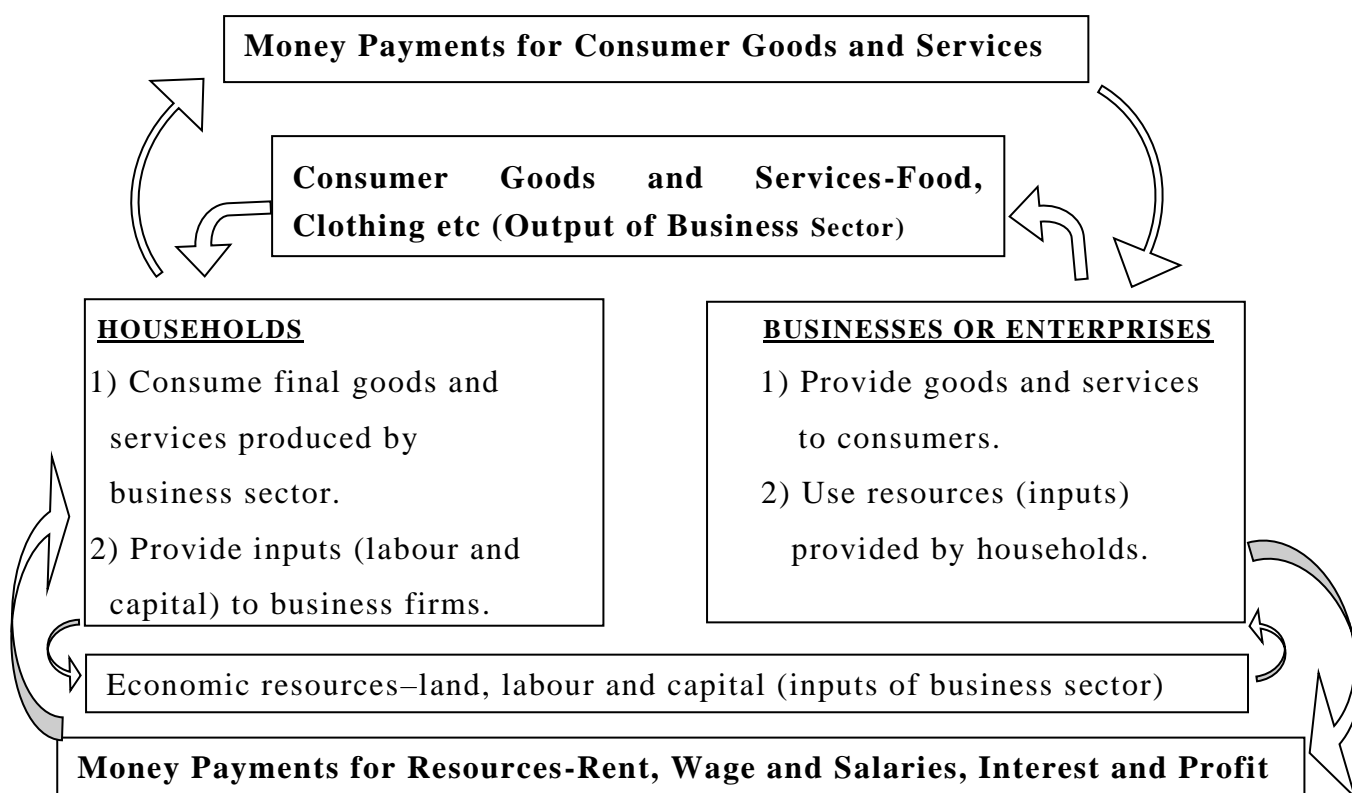 Money Payments for Consumer Goods and Services
Consumer Goods and Services-Food,
Clothing etc (Output of Business Sector)
HOUSEHOLDS
1) Consume final goods and
services produced by
business sector.
2) Provide inputs (labour and
capital) to business firms.
BUSINESSES OR ENTERPRISES
1) Provide goods and services
to consumers.
2) Use resources (inputs)
provided by households.
Economic resources–land, labour and capital (inputs of business sector)
Money Payments for Resources-Rent, Wage and Salaries, Interest and Profit